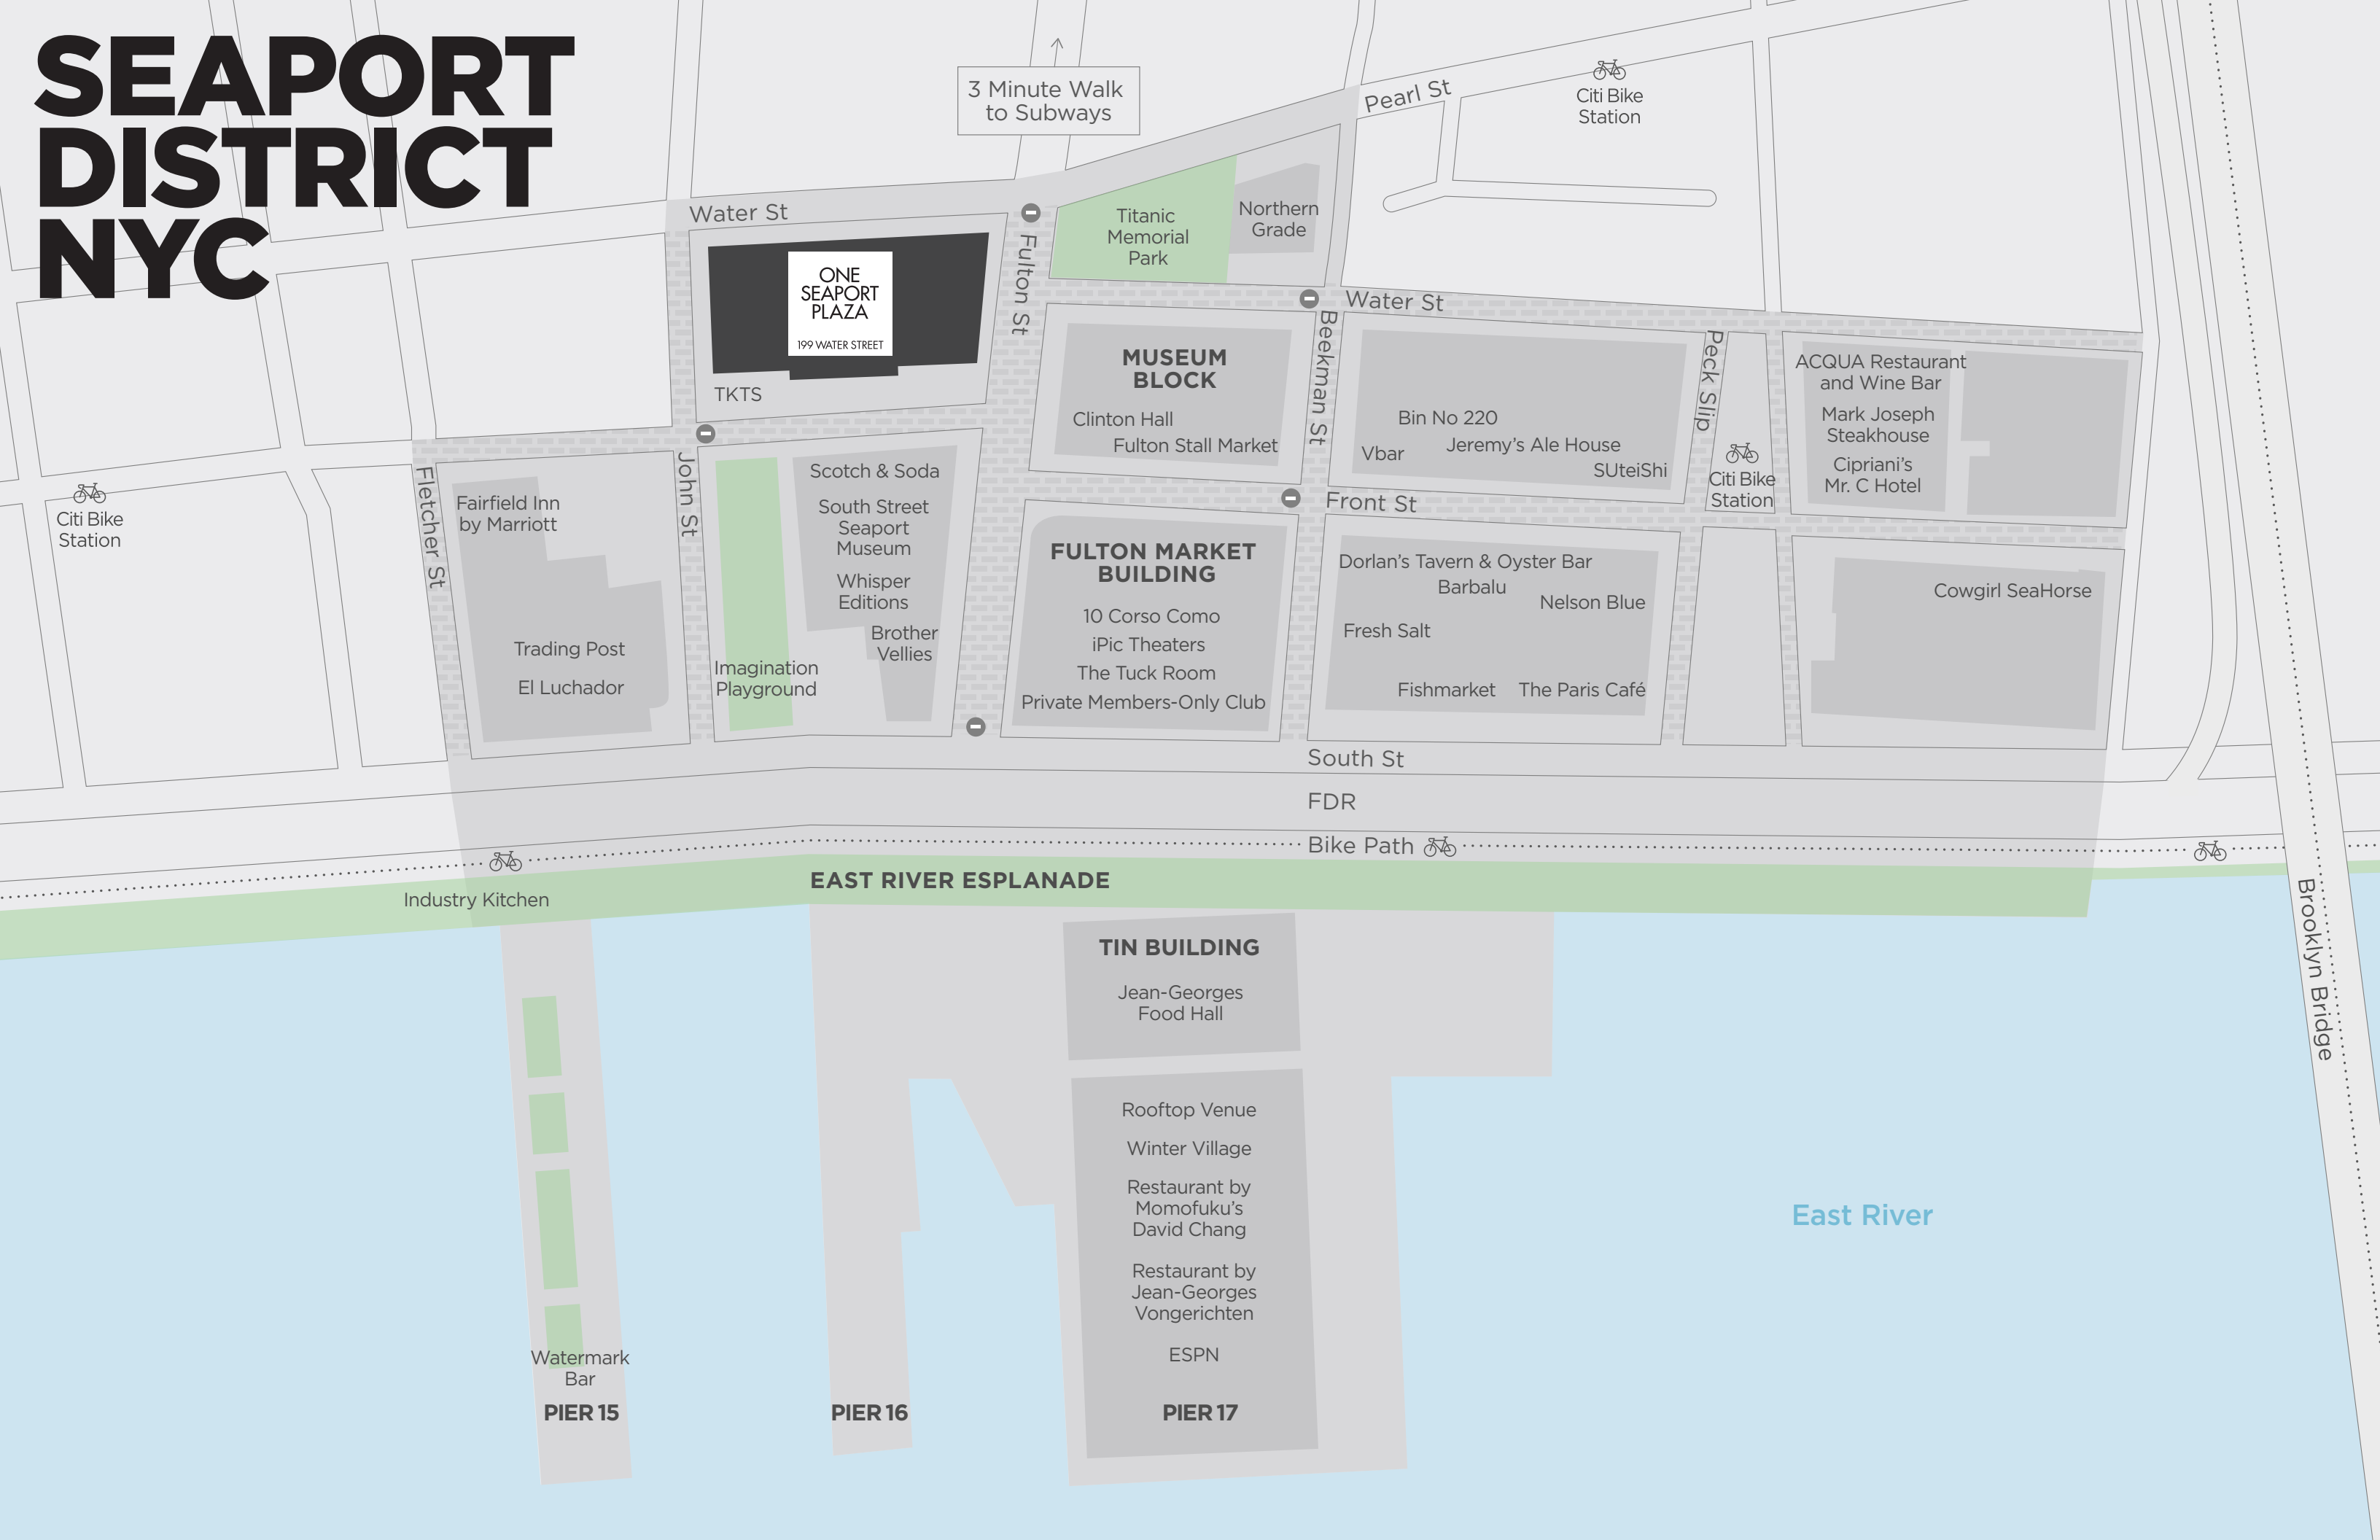 SEAPORT
DISTRICT
NYC
3 Minute Walk
to Subways
Pearl St
Citi Bike
Station
Water St
ONE
SEAPORT
PLAZA
199 WATER STREET
TKTS
Fulton St
Titanic
Memorial
Park
Northern
Grade
Water St
MUSEUM
BLOCK
Clinton Hall
Fulton Stall Market
Beekman St
Bin No 220
Jeremy's Ale House
Vbar
SUteiShi
Peck Slip
Citi Bike
Station
ACQUA Restaurant
and Wine Bar
Mark Joseph
Steakhouse
Cipriani's
Mr. C Hotel
Citi Bike
Station
Fletcher St
Fairfield Inn
by Marriott
Trading Post
El Luchador
John St
Imagination
Playground
Scotch & Soda
South Street
Seaport
Museum
Whisper
Editions
Brother
Vellies
FULTON MARKET
BUILDING
10 Corso Como
iPic Theaters
The Tuck Room
Private Members-Only Club
Front St
Dorlan's Tavern & Oyster Bar
Barbalu
Nelson Blue
Fresh Salt
Fishmarket
The Paris Café
Cowgirl SeaHorse
South St
FDR
Bike Path
EAST RIVER ESPLANADE
Industry Kitchen
Brooklyn Bridge
TIN BUILDING
Jean-Georges
Food Hall
Rooftop Venue
Winter Village
Restaurant by
Momofuku's
David Chang
Restaurant by
Jean-Georges
Vongerichten
ESPN
PIER 17
East River
Watermark
Bar
PIER 15
PIER 16